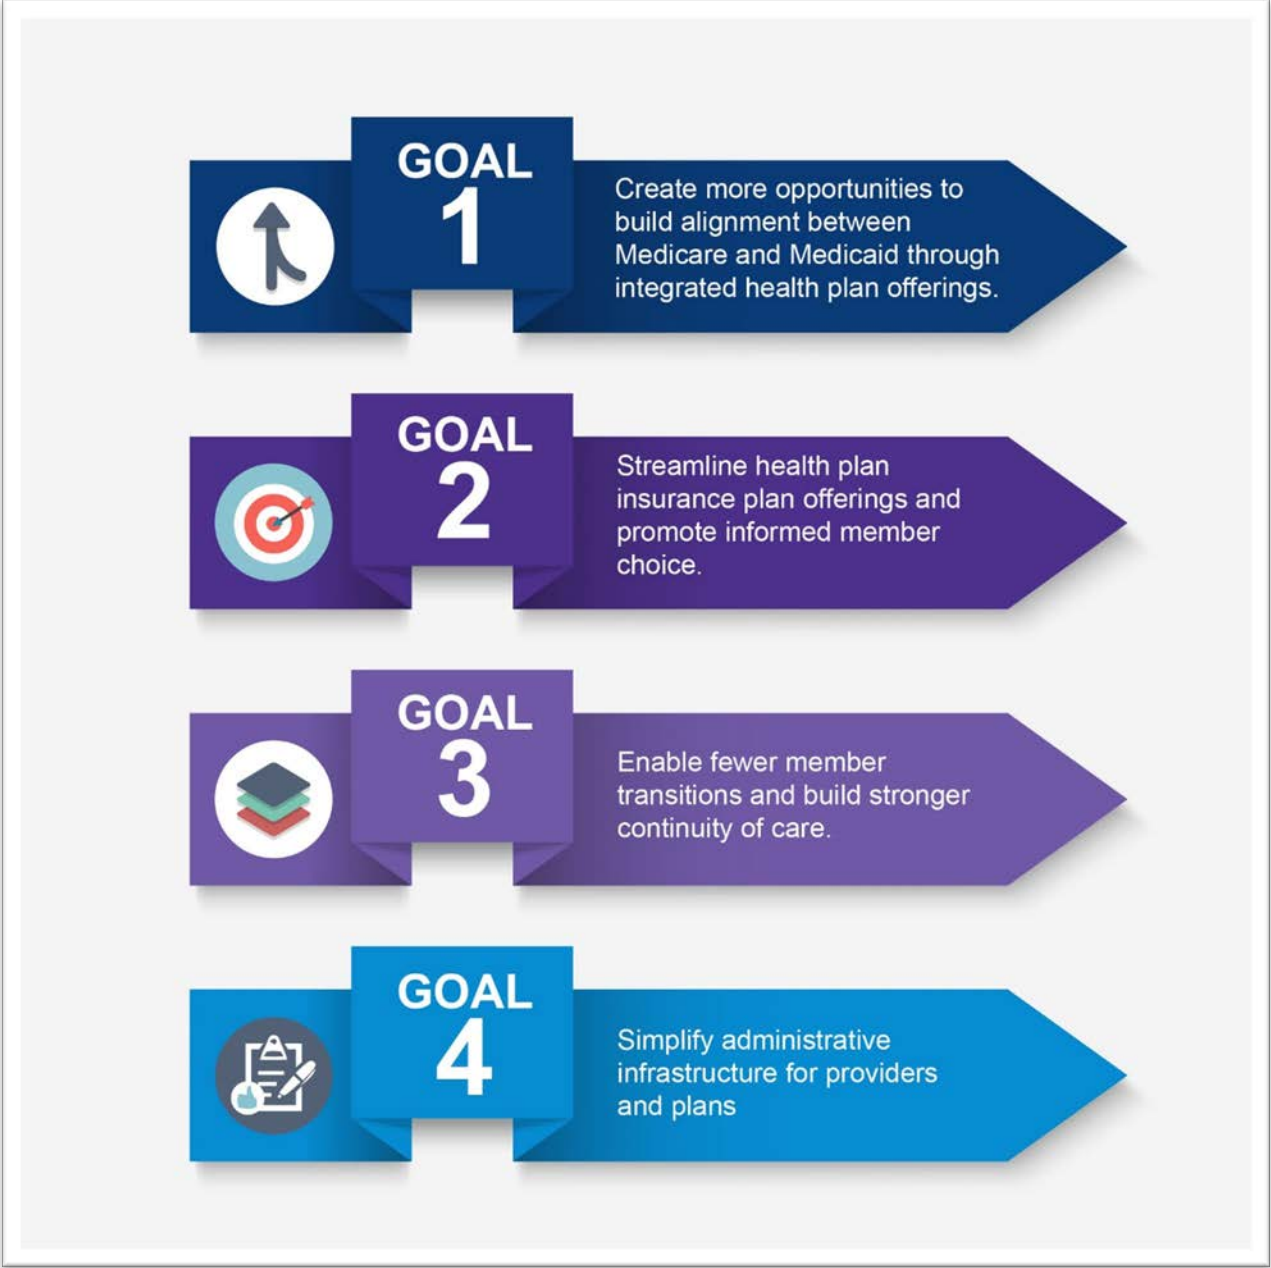 GOAL
1
Create more opportunities to
build alignment between
Medicare and Medicaid through
integrated health plan offerings.
GOAL
2
Streamline health plan
insurance plan offerings and
promote informed member
choice.
GOAL
3
Enable fewer member
transitions and build stronger
continuity of care.
GOAL
4
Simplify administrative
infrastructure for providers
and plans